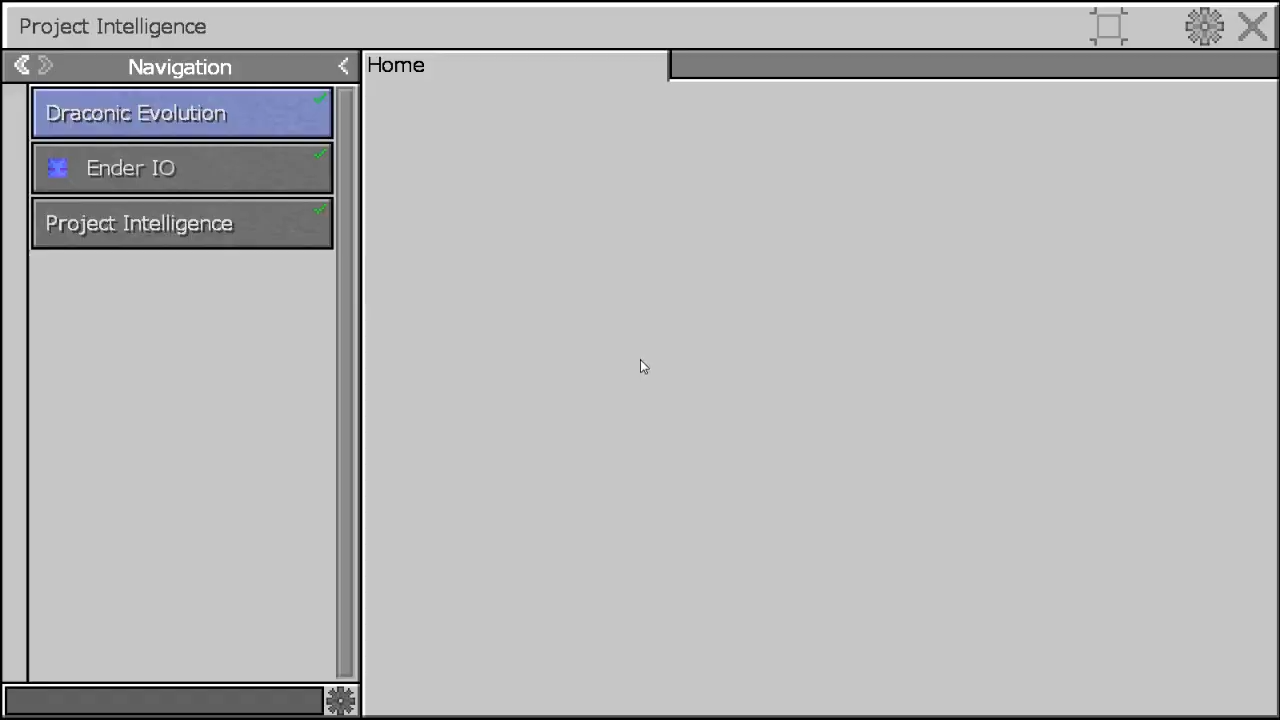 Project Intelligence
Navigation
Home
Draconic Evolution
Ender IO
Project Intelligence